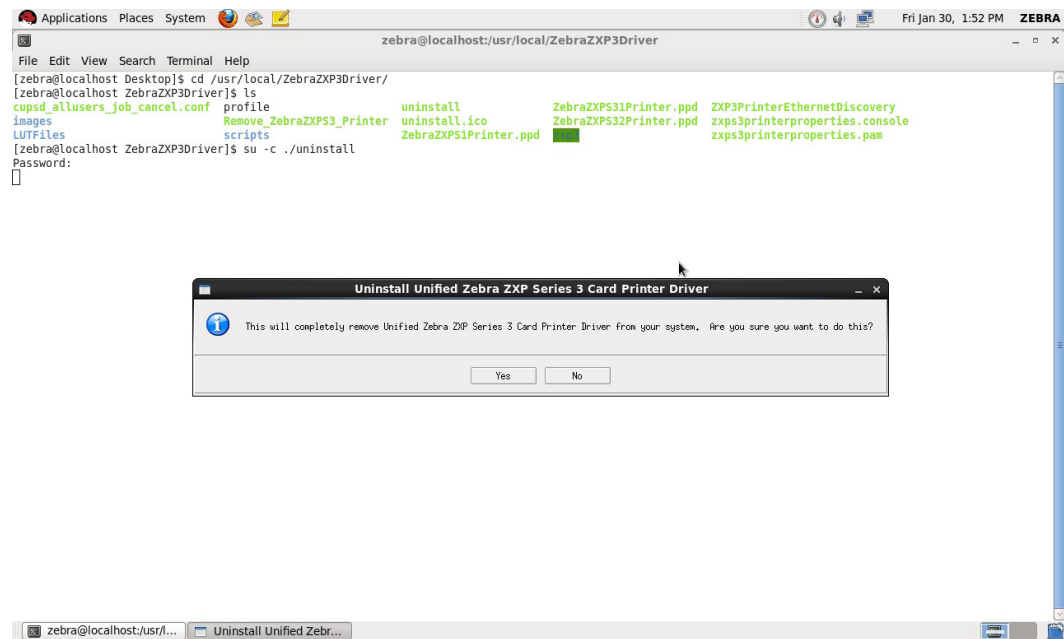 Applications Places System Fri Jan 30, 1:52 PM ZEBRA
zebra@localhost:/usr/local/ZebraZXP3Driver
File Edit View Search Terminal Help
[zebra@localhost Desktop]$ cd /usr/local/ZebraZXP3Driver/
[zebra@localhost ZebraZXP3Driver]$ ls
cupsd_allusers_job_cancel.conf profile uninstall ZebraZXPS31Printer.ppd ZXP3PrinterEthernetDiscovery
images Remove_ZebraZXPS3_Printer uninstall.ico ZebraZXPS32Printer.ppd zxps3printerproperties.console
LUTFiles scripts ZebraZXPS1Printer.ppd zxps3printerproperties.pam
[zebra@localhost ZebraZXP3Driver]$ su -c ./uninstall
Password:
Uninstall Unified Zebra ZXP Series 3 Card Printer Driver
This will completely remove Unified Zebra ZXP Series 3 Card Printer Driver from your system. Are you sure you want to do this?
Yes No
zebra@localhost:/usr/l... Uninstall Unified Zebr...